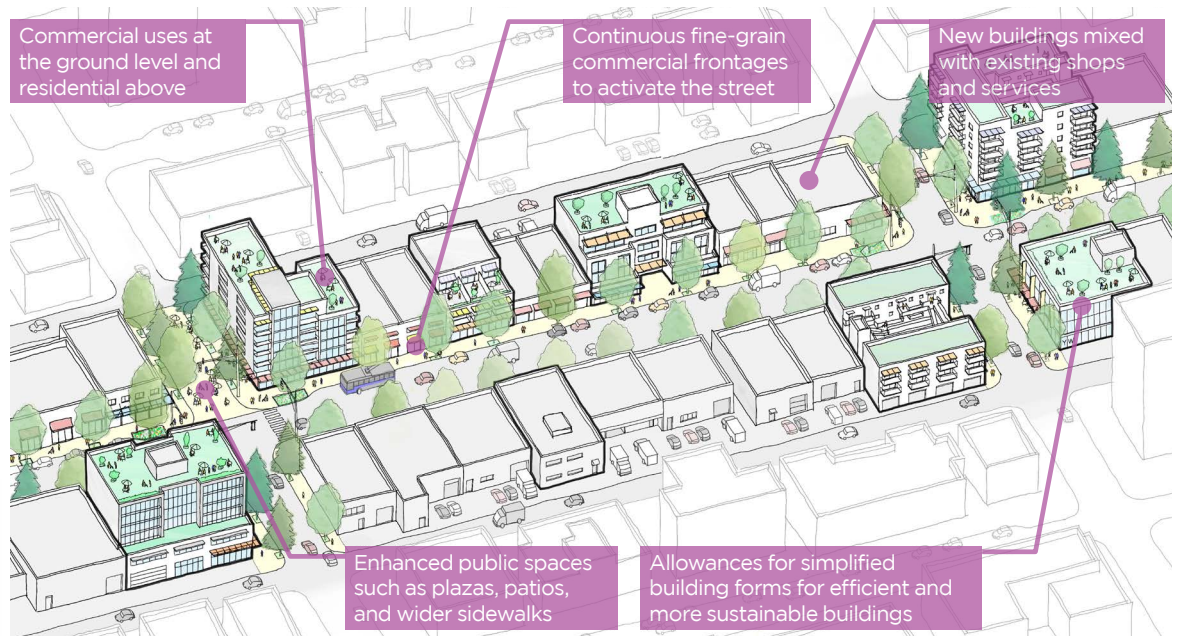 Commercial uses at
the ground level and
residential above
Continuous fine-grain
commercial frontages
to activate the street
New buildings mixed
with existing shops
and services
Enhanced public spaces
such as plazas, patios,
and wider sidewalks
Allowances for simplified
building forms for efficient and
more sustainable buildings